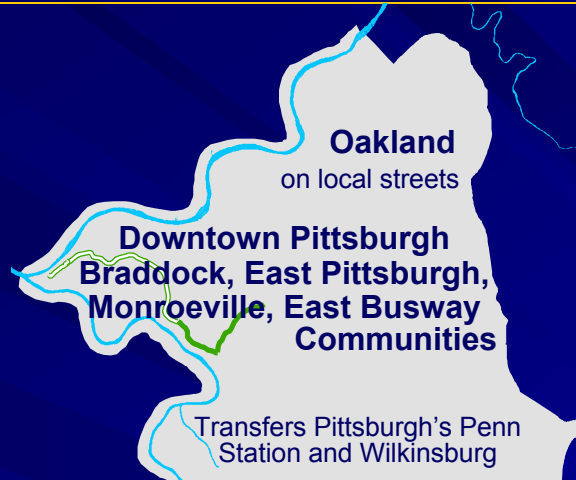 Oakland
on local streets
Downtown Pittsburgh
Braddock, East Pittsburgh,
Monroeville, East Busway
Communities
Transfers Pittsburgh’s Penn
Station and Wilkinsburg